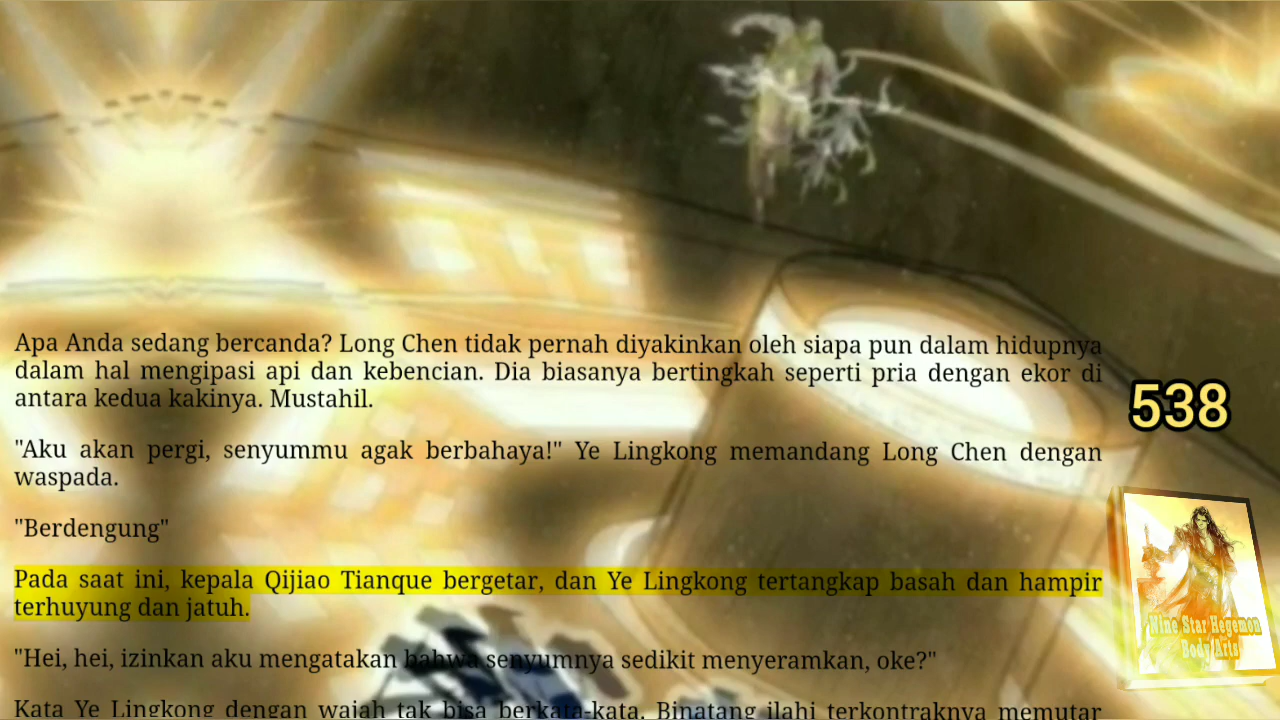 Apa Anda sedang bercanda? Long Chen tidak pernah diyakinkan oleh siapa pun dalam hidupnya
dalam hal mengipasi api dan kebencian. Dia biasanya bertingkah seperti pria dengan ekor di
antara kedua kakinya. Mustahil.
"Aku akan pergi, senyummu agak berbahaya!" Ye Lingkong memandang Long Chen dengan
waspada.
"Berdengung"
Pada saat ini, kepala Qijiao Tianque bergetar, dan Ye Lingkong tertangkap basah dan hampir
terhuyung dan jatuh.
"Hei, hei, izinkan aku mengatakan bahwa senyumnya sedikit menyeramkan, oke?"
Kata Ye Lingkong dengan wajah tak bisa berkata-kata. Binatang ilahi terkontraknya memutar
538
Nine Star Hegemon
Body Arts